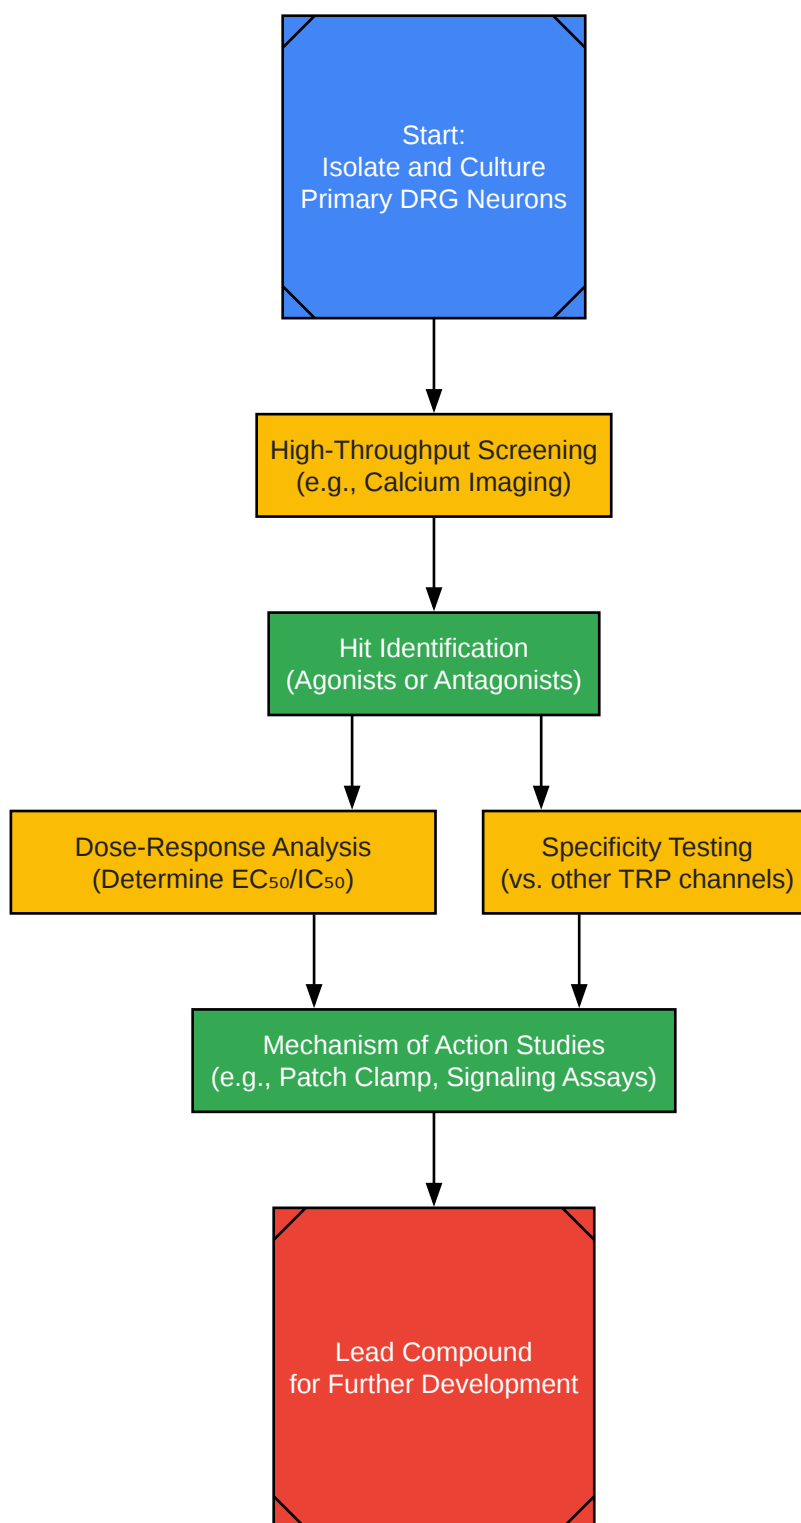 Start:
Isolate and Culture
Primary DRG Neurons
High-Throughput Screening
(e.g., Calcium Imaging)
Hit Identification
(Agonists or Antagonists)
Dose-Response Analysis
(Determine EC₅₀/IC₅₀)
Specificity Testing
(vs. other TRP channels)
Mechanism of Action Studies
(e.g., Patch Clamp, Signaling Assays)
Lead Compound
for Further Development